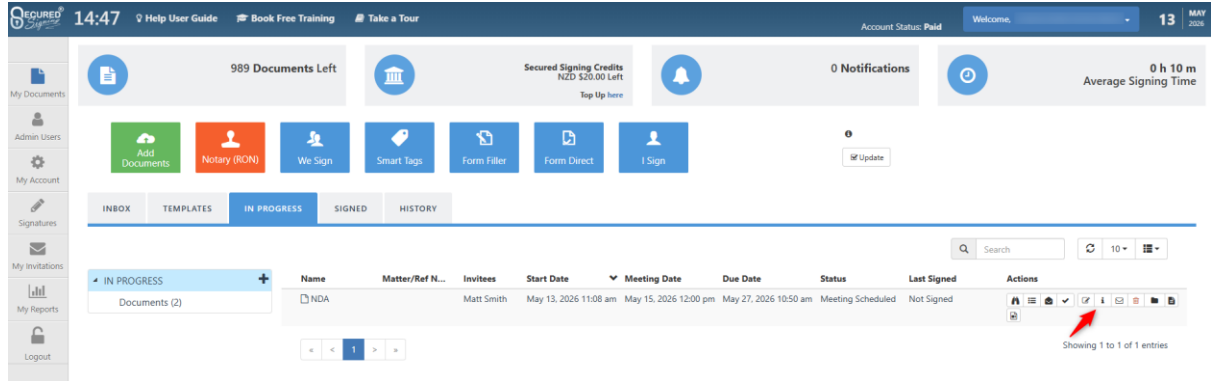 SECURED Signing 14:47 Help User Guide Book Free Training Take a Tour Account Status: Paid Welcome, 13 MAY 2026
My Documents
Admin Users
My Account
Signatures
My Invitations
My Reports
Logout
989 Documents Left
Secured Signing Credits
NZD $20.00 Left
Top Up here
0 Notifications
0 h 10 m
Average Signing Time
Add Documents
Notary (RON)
We Sign
Smart Tags
Form Filler
Form Direct
I Sign
Update
INBOX TEMPLATES IN PROGRESS SIGNED HISTORY
Search 10
IN PROGRESS
Documents (2)
Name Matter/Ref N... Invitees Start Date Meeting Date Due Date Status Last Signed Actions
NDA Matt Smith May 13, 2026 11:08 am May 15, 2026 12:00 pm May 27, 2026 10:50 am Meeting Scheduled Not Signed
« < 1 > »
Showing 1 to 1 of 1 entries